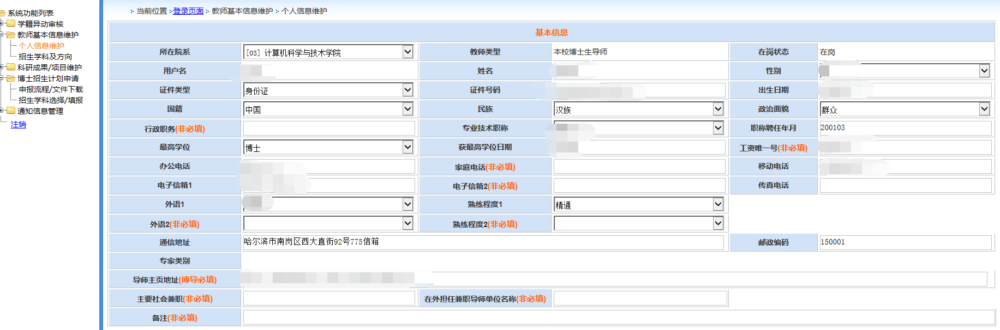 系统功能列表
学籍异动审核
教师基本信息维护
个人信息维护
招生学科及方向
科研成果/项目维护
博士招生计划申请
申报流程/文件下载
招生学科选择/填报
通知信息管理
注销
当前位置 登录页面 教师基本信息维护 个人信息维护
基本信息
所在院系 [03] 计算机科学与技术学院 教师类型 本校博士生导师 在岗状态 在岗
用户名 姓名 性别
证件类型 身份证 证件号码 出生日期
国籍 中国 民族 汉族 政治面貌 群众
行政职务(非必填) 专业技术职称 职称聘任年月 200103
最高学位 博士 获最高学位日期 工资唯一号(非必填)
办公电话 家庭电话(非必填) 移动电话
电子信箱1 电子信箱2(非必填) 传真电话
外语1 熟练程度1 精通
外语2(非必填) 熟练程度2(非必填)
通信地址 哈尔滨市南岗区西大直街92号775信箱 邮政编码 150001
专家类别
导师主页地址(博导必填)
主要社会兼职(非必填) 在外担任兼职导师单位名称(非必填)
备注(非必填)